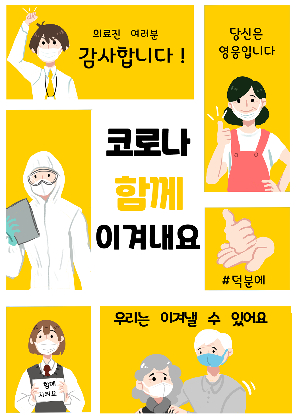 의료진 여러분
감사합니다 !
당신은
영웅입니다
코로나
함께
이겨내요
#덕분에
우리는 이겨낼 수 있어요
함께